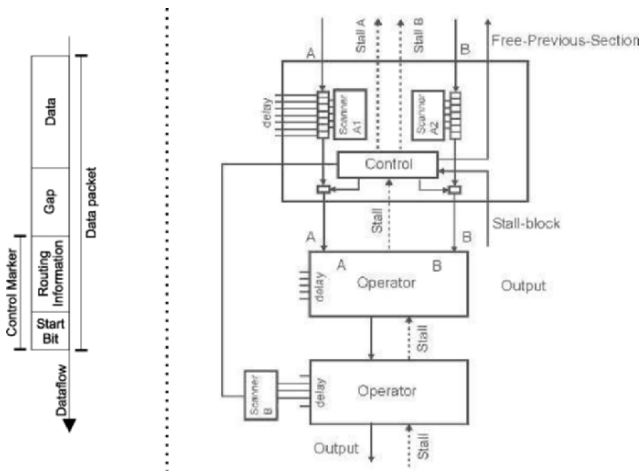 Data
Gap
Routing
Information
Start
Bit
Control Marker
Data packet
Dataflow
A
Stall A
Stall B
B
Free-Previous-Section
delay
Scanner
A1
Scanner
A2
Control
Stall
Stall-block
A
B
A
B
Operator
delay
Output
Stall
Operator
delay
Scanner
B
Output
Stall